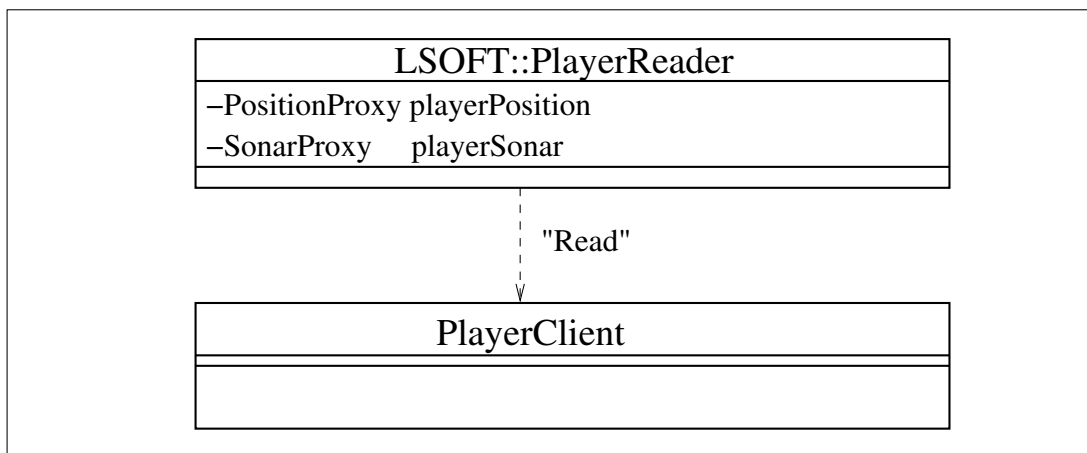 LSOFT::PlayerReader
−PositionProxy playerPosition
−SonarProxy playerSonar
"Read"
PlayerClient